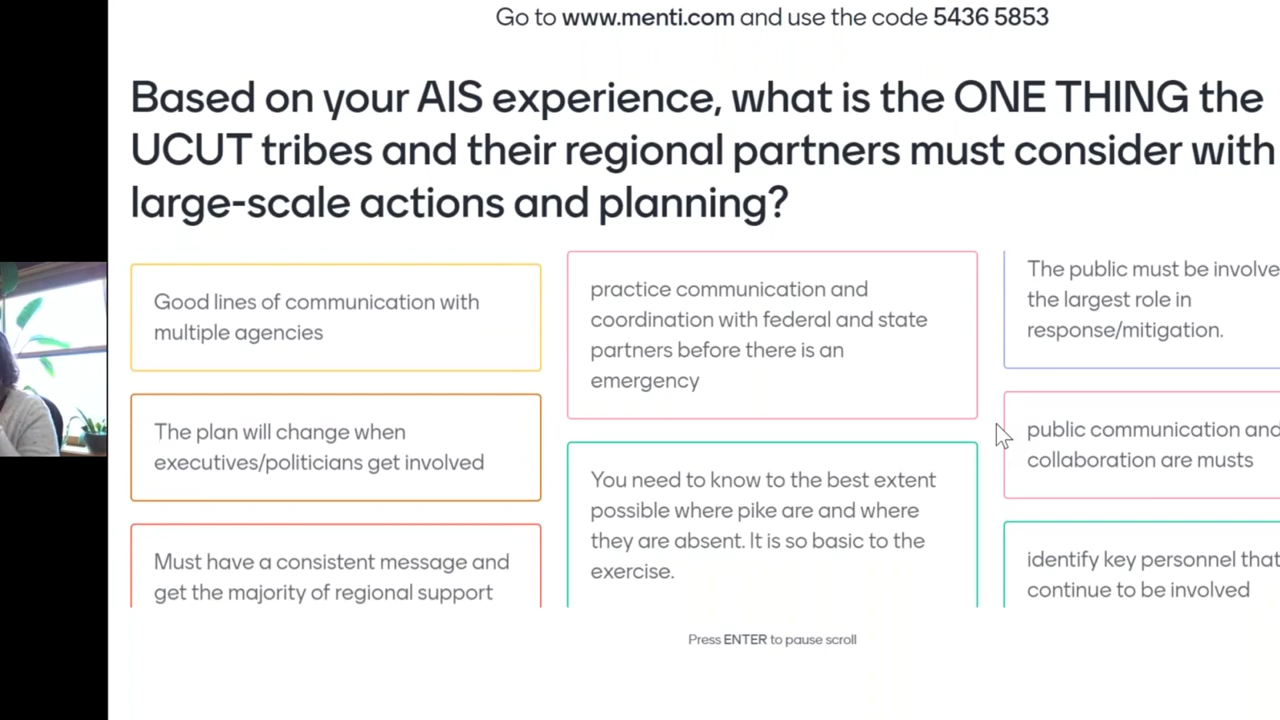 Go to www.menti.com and use the code 5436 5853
Based on your AIS experience, what is the ONE THING the
UCUT tribes and their regional partners must consider with
large-scale actions and planning?
Good lines of communication with
multiple agencies
The plan will change when
executives/politicians get involved
Must have a consistent message and
get the majority of regional support
practice communication and
coordination with federal and state
partners before there is an
emergency
You need to know to the best extent
possible where pike are and where
they are absent. It is so basic to the
exercise.
The public must be involve
the largest role in
response/mitigation.
public communication and
collaboration are musts
identify key personnel that
continue to be involved
Press ENTER to pause scroll